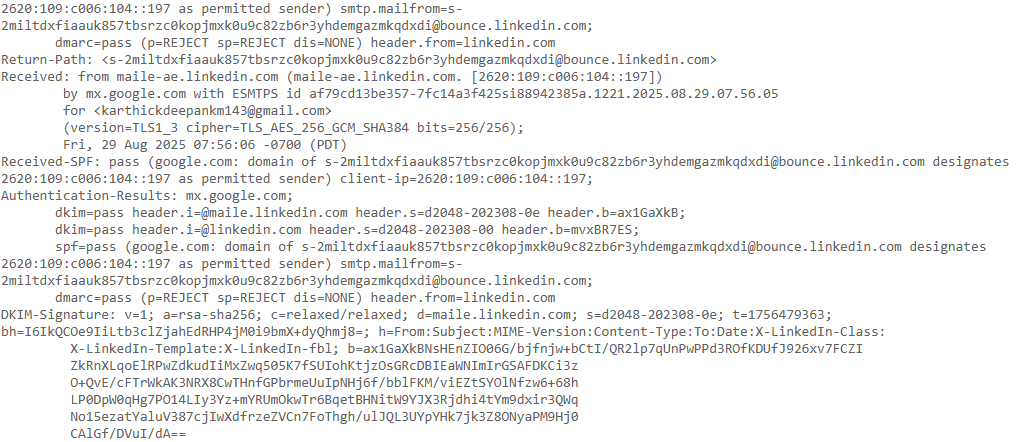 2620:109:c006:104::197 as permitted sender) smtp.mailfrom=s-
2miltdxfiaauk857tbsrzc0kopjmxk0u9c82zb6r3yhdemgazmkqdxdi@bounce.linkedin.com;
dmarc=pass (p=REJECT sp=REJECT dis=NONE) header.from=linkedin.com
Return-Path: <s-2miltdxfiaauk857tbsrzc0kopjmxk0u9c82zb6r3yhdemgazmkqdxdi@bounce.linkedin.com>
Received: from maile-ae.linkedin.com (maile-ae.linkedin.com. [2620:109:c006:104::197])
by mx.google.com with ESMTPS id af79cd13be357-7fc14a3f425si88942385a.1221.2025.08.29.07.56.05
for <karthickdeepankm143@gmail.com>
(version=TLS1_3 cipher=TLS_AES_256_GCM_SHA384 bits=256/256);
Fri, 29 Aug 2025 07:56:06 -0700 (PDT)
Received-SPF: pass (google.com: domain of s-2miltdxfiaauk857tbsrzc0kopjmxk0u9c82zb6r3yhdemgazmkqdxdi@bounce.linkedin.com designates
2620:109:c006:104::197 as permitted sender) client-ip=2620:109:c006:104::197;
Authentication-Results: mx.google.com;
dkim=pass header.i=@maile.linkedin.com header.s=d2048-202308-0e header.b=ax1GaXkB;
dkim=pass header.i=@linkedin.com header.s=d2048-202308-00 header.b=mvxBR7ES;
spf=pass (google.com: domain of s-2miltdxfiaauk857tbsrzc0kopjmxk0u9c82zb6r3yhdemgazmkqdxdi@bounce.linkedin.com designates
2620:109:c006:104::197 as permitted sender) smtp.mailfrom=s-
2miltdxfiaauk857tbsrzc0kopjmxk0u9c82zb6r3yhdemgazmkqdxdi@bounce.linkedin.com;
dmarc=pass (p=REJECT sp=REJECT dis=NONE) header.from=linkedin.com
DKIM-Signature: v=1; a=rsa-sha256; c=relaxed/relaxed; d=maile.linkedin.com; s=d2048-202308-0e; t=1756479363;
bh=I6IkQCOe9IiLtb3clZjahEdRHP4jM0i9bmX+dyQhmj8=; h=From:Subject:MIME-Version:Content-Type:To:Date:X-LinkedIn-Class:
X-LinkedIn-Template:X-LinkedIn-fbl; b=ax1GaXkBNsHEnZIO06G/bjfnjw+bCtI/QR2lp7qUnPwPPd3ROfKDUfJ926xv7FCZI
ZkRnXLqoElRPwZdkudIiMxZwq505K7fSUIohKtjzOsGRcDBIEaWNImIrGSAFDKCi3z
O+QvE/cFTrWkAK3NRX8CwTHnfGPbrmeUuIpNHj6f/bblFKM/viEZtSYOlNfzw6+68h
LP0DpW0qHg7PO14LIy3Yz+mYRUmOkwTr6BqetBHNitW9YJX3Rjdhi4tYm9dxir3QWq
No15ezatYaluV387cjIwXdfrzeZVCn7FoThgh/ulJQL3UYpYHk7jk3Z8ONyaPM9Hj0
CAlGf/DVuI/dA==